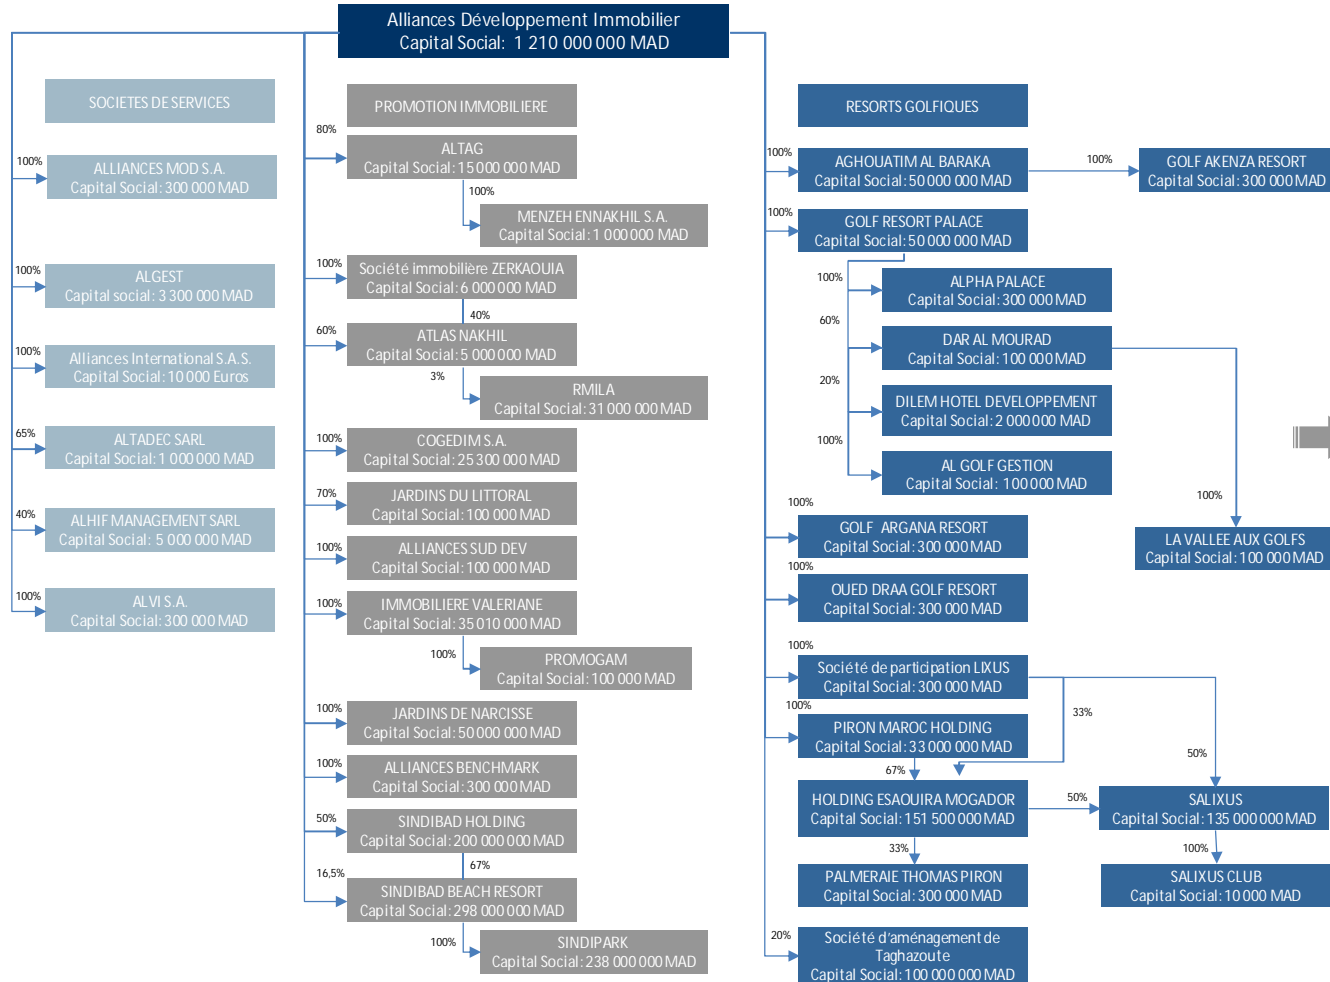 Alliances Développement Immobilier
Capital Social: 1 210 000 000 MAD
SOCIETES DE SERVICES
100%
ALLIANCES MOD S.A.
Capital Social: 300 000 MAD
100%
ALGEST
Capital social: 3 300 000 MAD
100%
Alliances International S.A.S.
Capital Social: 10 000 Euros
65%
ALTADEC SARL
Capital Social: 1 000 000 MAD
40%
ALHIF MANAGEMENT SARL
Capital Social: 5 000 000 MAD
100%
ALVI S.A.
Capital Social: 300 000 MAD
PROMOTION IMMOBILIERE
80%
ALTAG
Capital Social: 15 000 000 MAD
100%
MENZEH ENNAKHIL S.A.
Capital Social: 1 000 000 MAD
100%
Société immobilière ZERKAOUIA
Capital Social: 6 000 000 MAD
40%
60%
ATLAS NAKHIL
Capital Social: 5 000 000 MAD
3%
RMILA
Capital Social: 31 000 000 MAD
100%
COGEDIM S.A.
Capital Social: 25 300 000 MAD
70%
JARDINS DU LITTORAL
Capital Social: 100 000 MAD
100%
ALLIANCES SUD DEV
Capital Social: 100 000 MAD
100%
IMMOBILIERE VALERIANE
Capital Social: 35 010 000 MAD
100%
PROMOGAM
Capital Social: 100 000 MAD
100%
JARDINS DE NARCISSE
Capital Social: 50 000 000 MAD
100%
ALLIANCES BENCHMARK
Capital Social: 300 000 MAD
50%
SINDIBAD HOLDING
Capital Social: 200 000 000 MAD
67%
16,5%
SINDIBAD BEACH RESORT
Capital Social: 298 000 000 MAD
100%
SINDIPARK
Capital Social: 238 000 000 MAD
RESORTS GOLFIQUES
100%
AGHOUATIM AL BARAKA
Capital Social: 50 000 000 MAD
100%
GOLF AKENZA RESORT
Capital Social: 300 000 MAD
100%
GOLF RESORT PALACE
Capital Social: 50 000 000 MAD
100%
ALPHA PALACE
Capital Social: 300 000 MAD
60%
DAR AL MOURAD
Capital Social: 100 000 MAD
20%
DILEM HOTEL DEVELOPPEMENT
Capital Social: 2 000 000 MAD
100%
AL GOLF GESTION
Capital Social: 100 000 MAD
100%
LA VALLEE AUX GOLFS
Capital Social: 100 000 MAD
100%
GOLF ARGANA RESORT
Capital Social: 300 000 MAD
100%
OUED DRAA GOLF RESORT
Capital Social: 300 000 MAD
100%
Société de participation LIXUS
Capital Social: 300 000 MAD
33%
50%
100%
PIRON MAROC HOLDING
Capital Social: 33 000 000 MAD
67%
HOLDING ESAOUIRA MOGADOR
Capital Social: 151 500 000 MAD
50%
SALIXUS
Capital Social: 135 000 000 MAD
33%
100%
PALMERAIE THOMAS PIRON
Capital Social: 300 000 MAD
SALIXUS CLUB
Capital Social: 10 000 MAD
20%
Société d'aménagement de
Taghazoute
Capital Social: 100 000 000 MAD